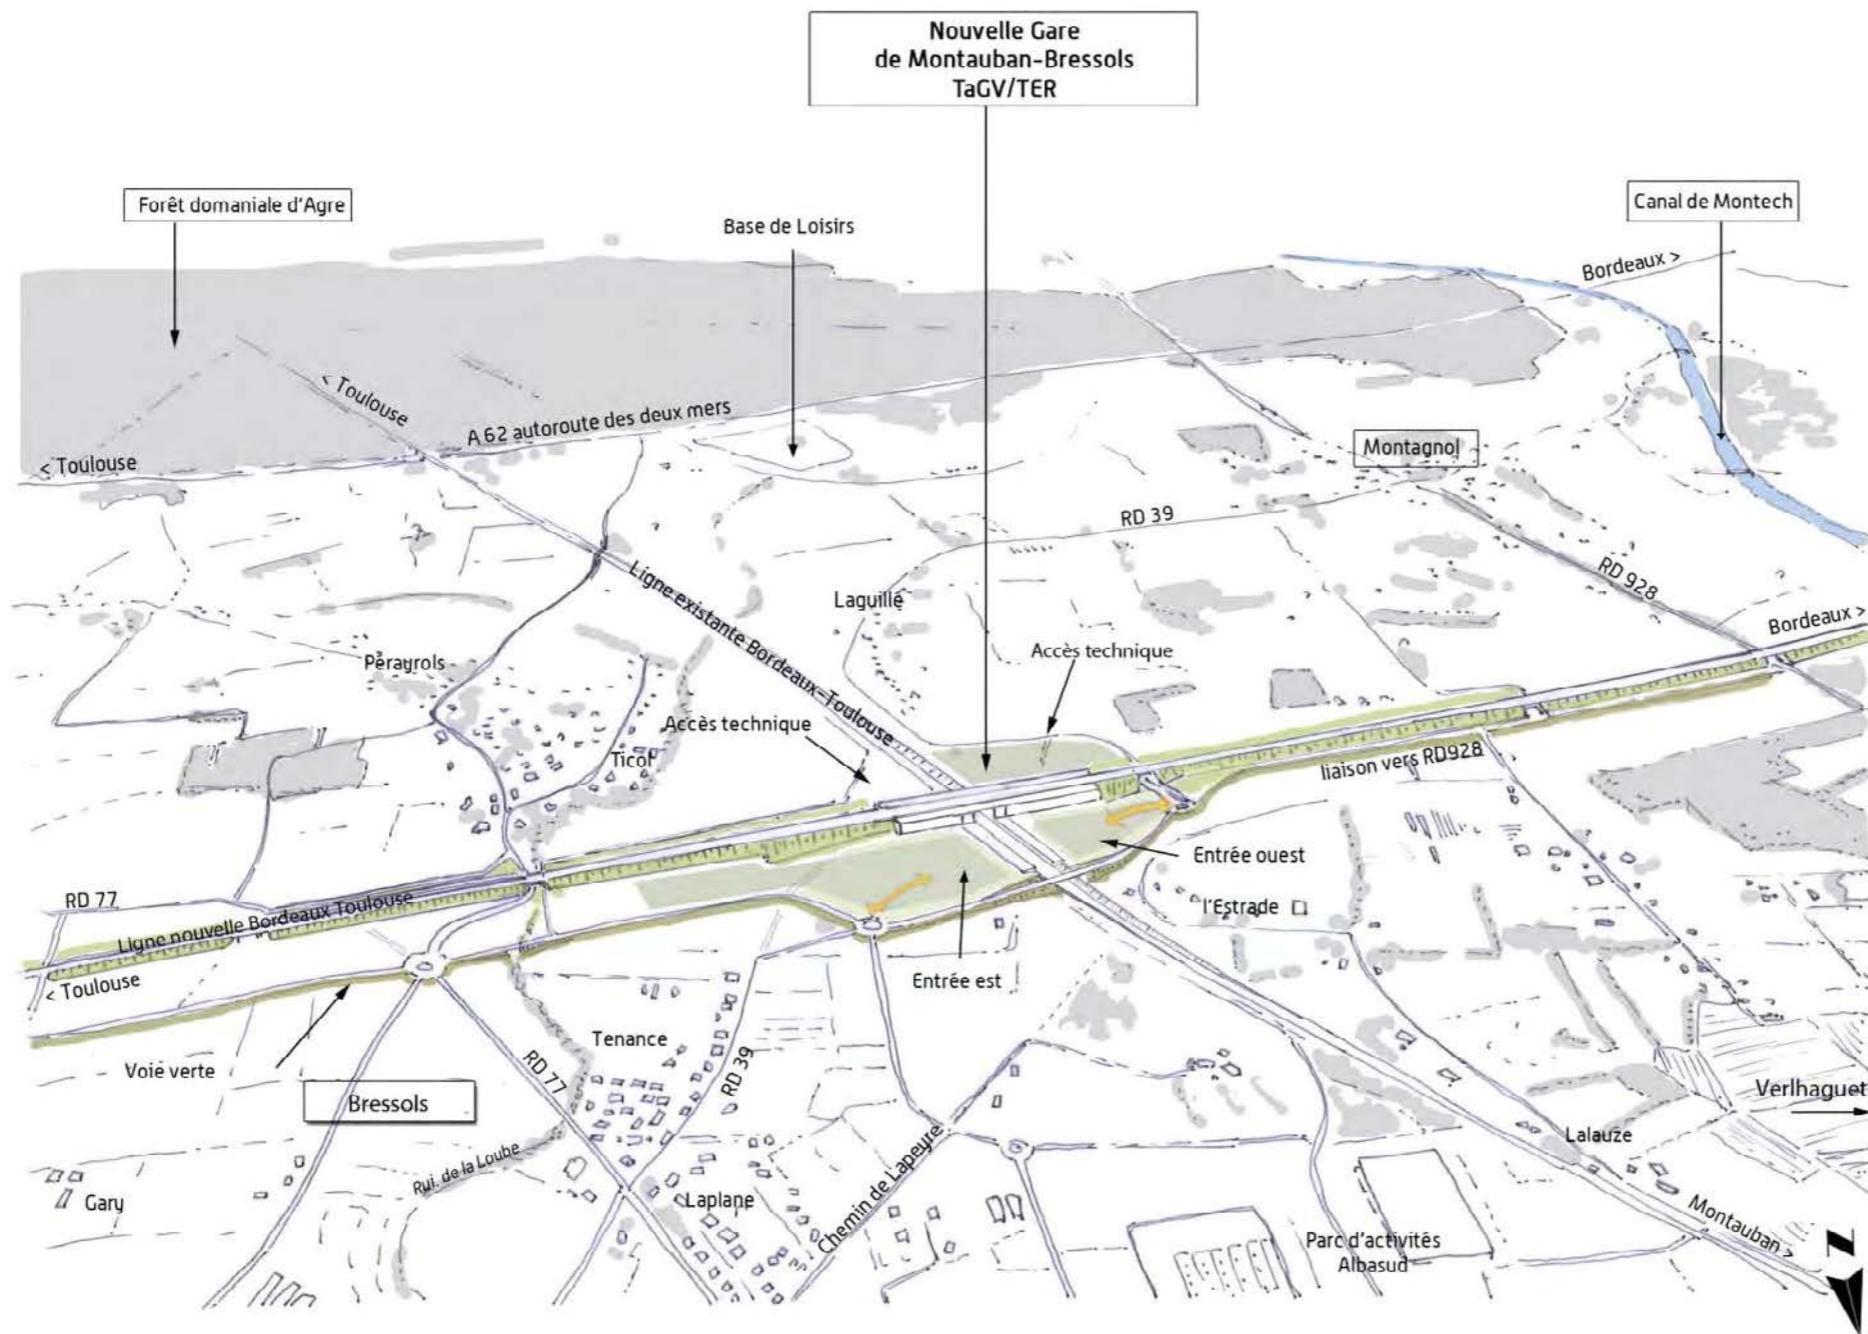 Nouvelle Gare
de Montauban-Bressols
TaGV/TER
Forêt domaniale d'Agre
Base de Loisirs
Canal de Montech
Bordeaux >
< Toulouse
A 62 autoroute des deux mers
< Toulouse
Montagnol
RD 39
RD 928
Ligne existante Bordeaux-Toulouse
Laguillé
Bordeaux >
Accès technique
Pérayrols
Accès technique
Ticol
liaison vers RD928
Entrée ouest
RD 77
Ligne nouvelle Bordeaux Toulouse
l'Estrade
< Toulouse
Entrée est
Voie verte
Tenance
RD 77
RD 39
Bressols
Verlhaguet
Chemin de Lapeyre
Lalauze
Rui. de la Loube
Gary
Laplane
Parc d'activités
Albasud
Montauban >
N